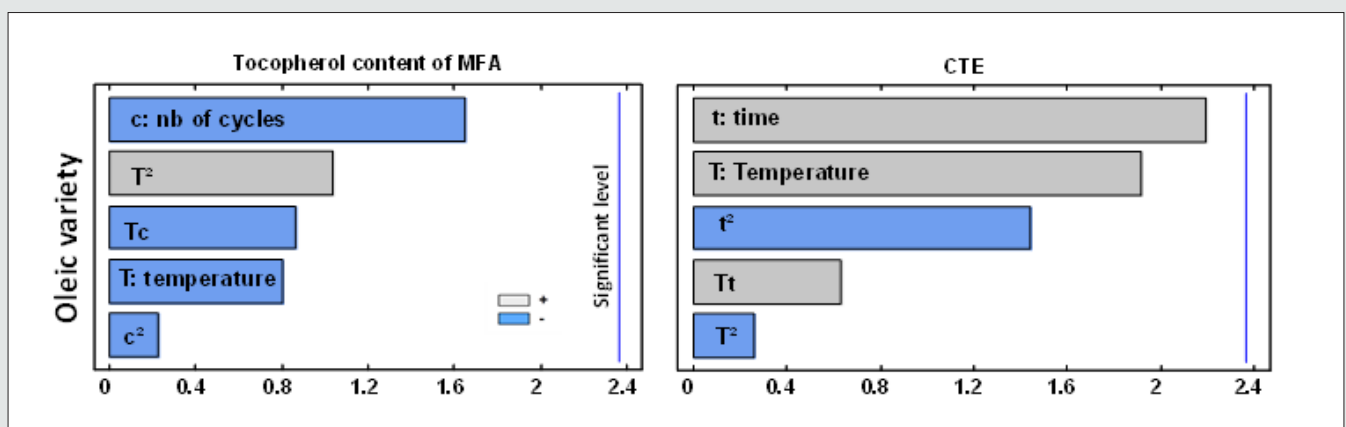 Tocopherol content of MFA
Oleic variety
c: nb of cycles
T²
Tc
T: temperature
c²
+
-
Significant level
0 0.4 0.8 1.2 1.6 2 2.4
CTE
t: time
T: Temperature
t²
Tt
T²
0 0.4 0.8 1.2 1.6 2 2.4